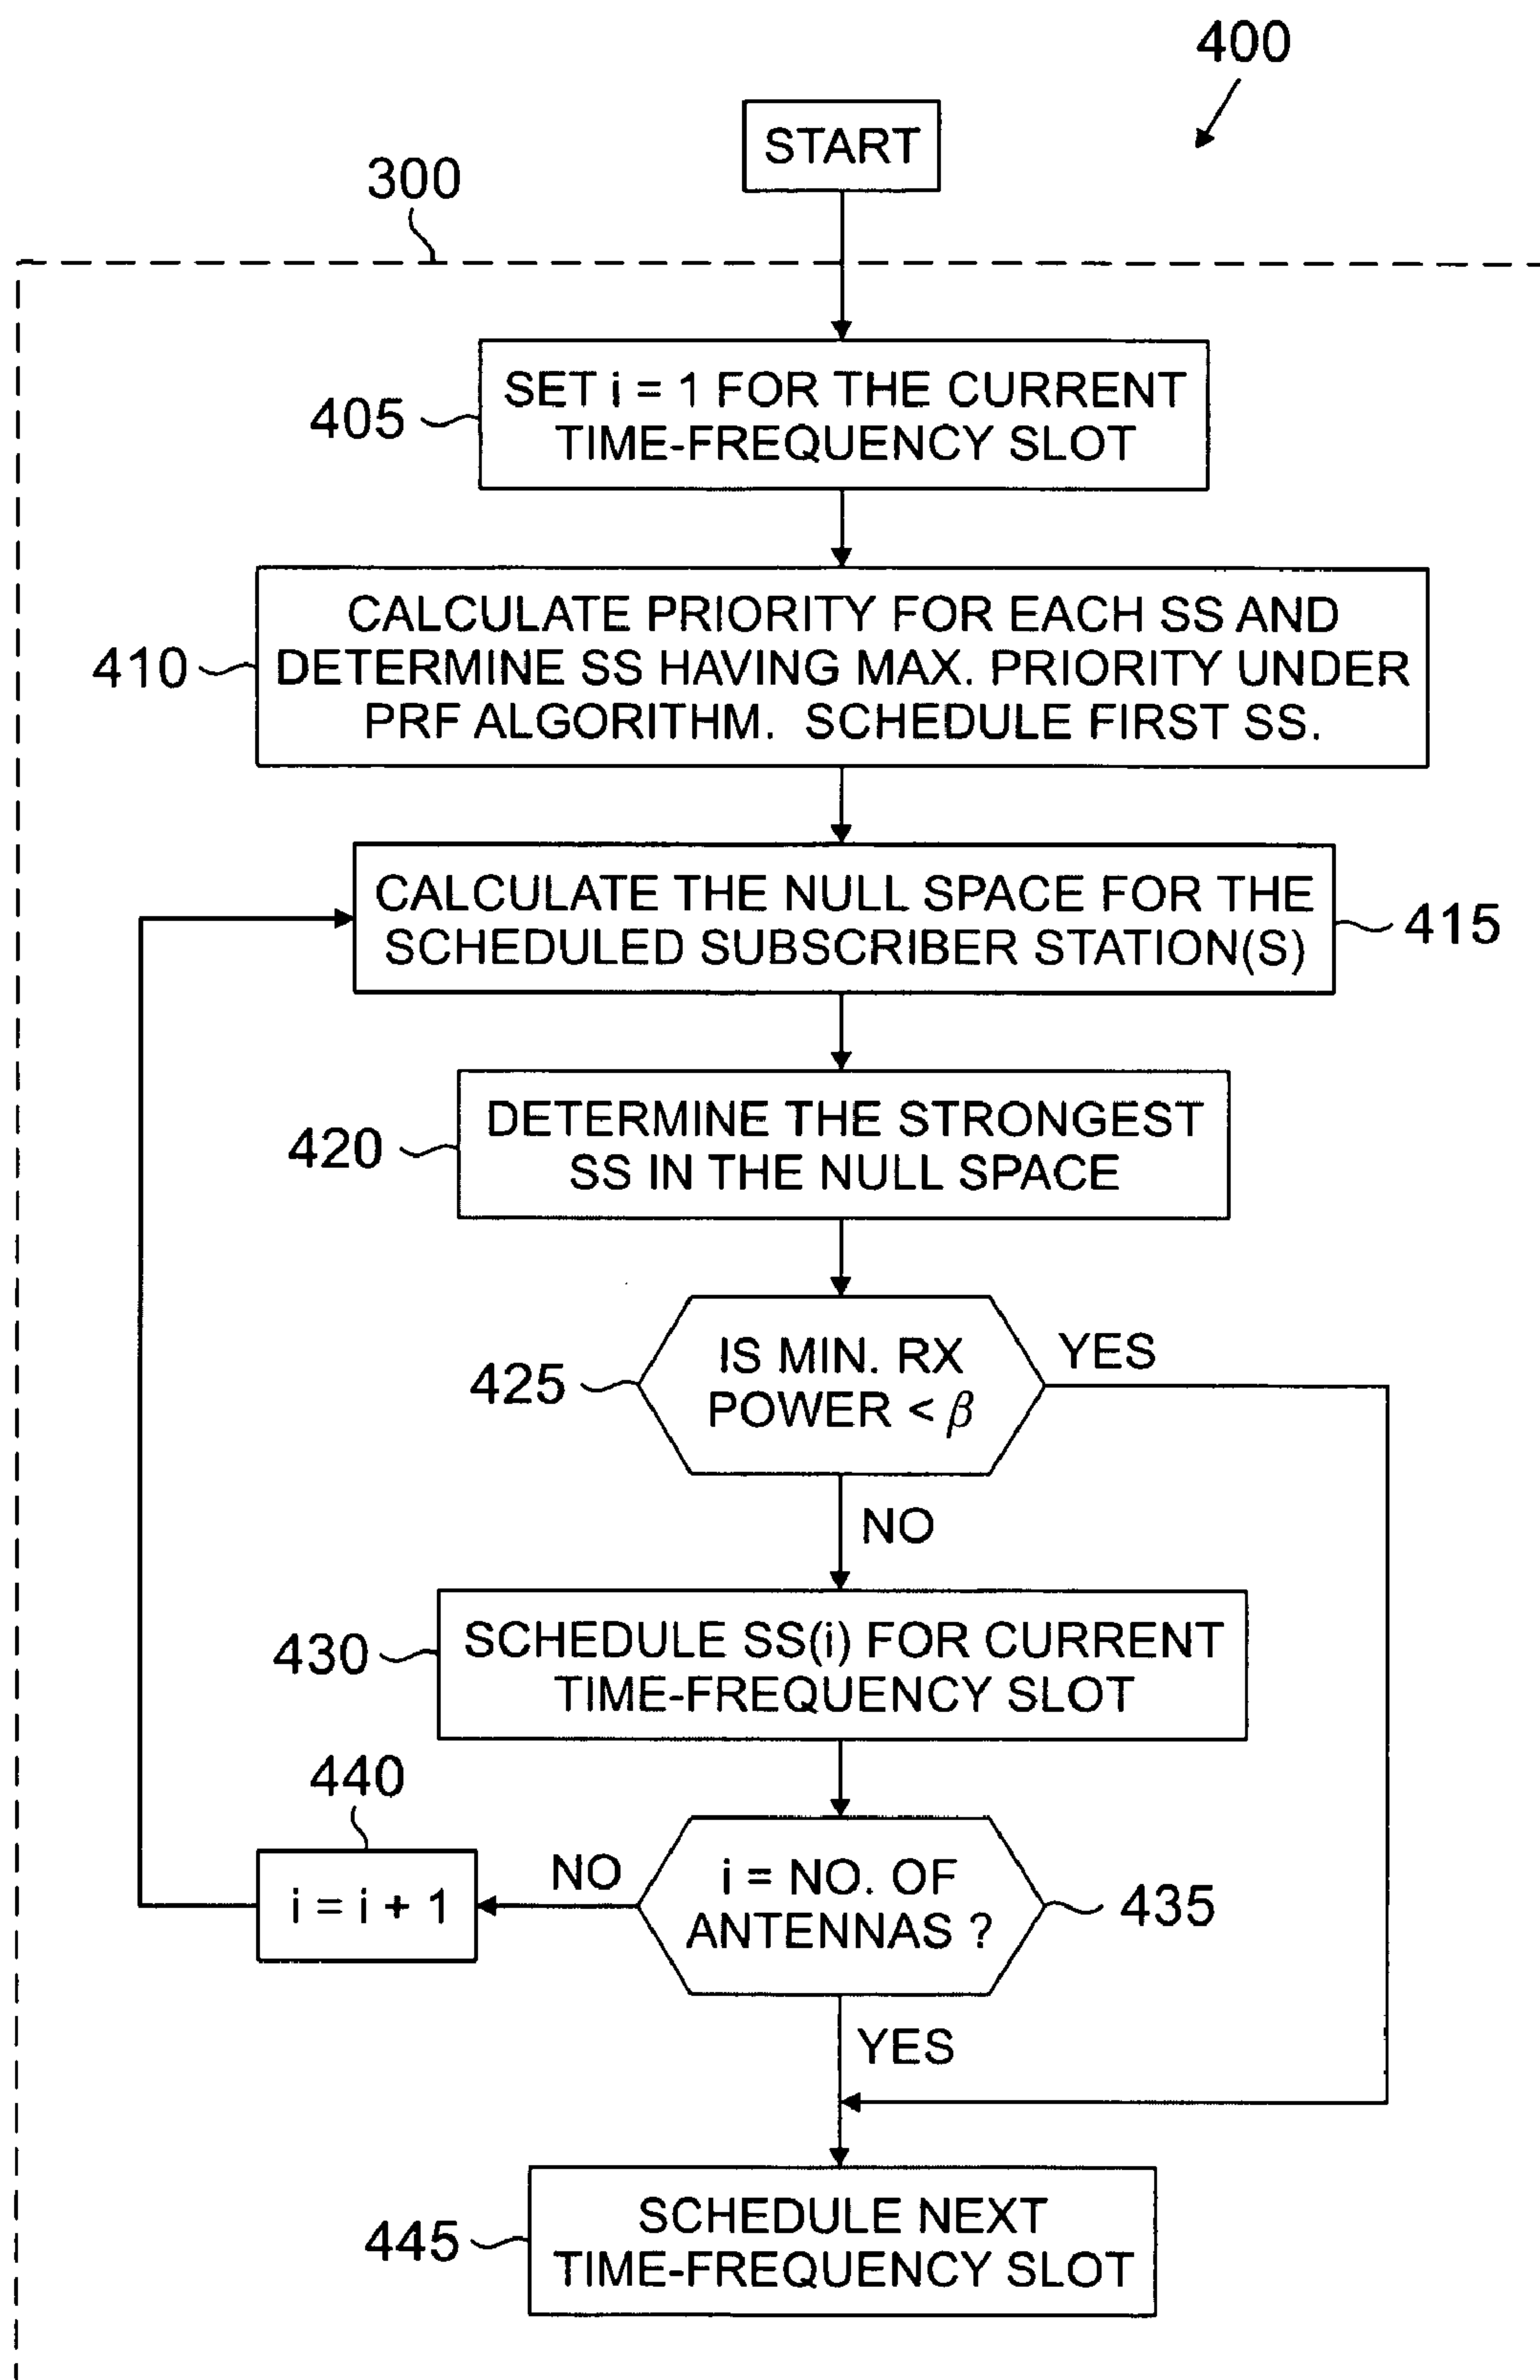 400
START
300
405
SET i = 1 FOR THE CURRENT
TIME-FREQUENCY SLOT
410
CALCULATE PRIORITY FOR EACH SS AND
DETERMINE SS HAVING MAX. PRIORITY UNDER
PRF ALGORITHM. SCHEDULE FIRST SS.
CALCULATE THE NULL SPACE FOR THE
SCHEDULED SUBSCRIBER STATION(S)
415
420
DETERMINE THE STRONGEST
SS IN THE NULL SPACE
425
IS MIN. RX
POWER < β
YES
NO
430
SCHEDULE SS(i) FOR CURRENT
TIME-FREQUENCY SLOT
440
i = i + 1
NO
i = NO. OF
ANTENNAS ?
435
YES
445
SCHEDULE NEXT
TIME-FREQUENCY SLOT